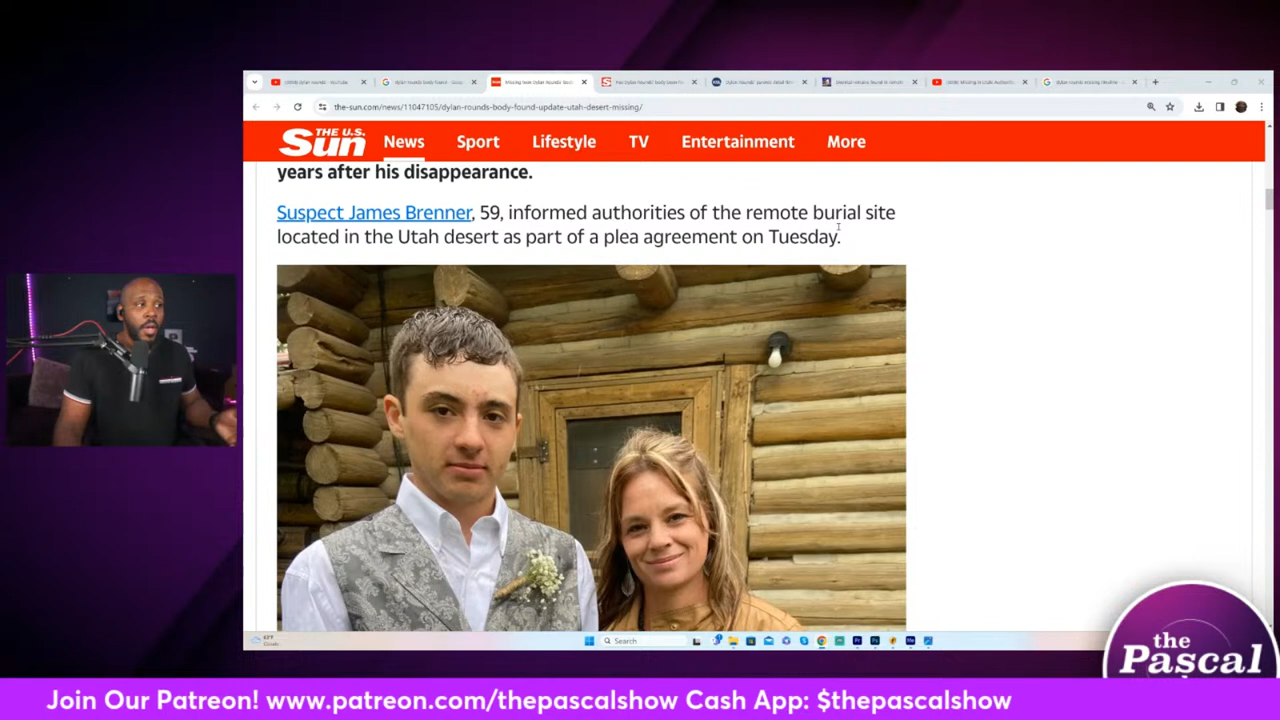 the-sun.com/news/11047105/dylan-rounds-body-found-update-utah-desert-missing/
THE U.S.
Sun
News Sport Lifestyle TV Entertainment More
years after his disappearance.
Suspect James Brenner, 59, informed authorities of the remote burial site
located in the Utah desert as part of a plea agreement on Tuesday.
Search
the
Pascal
Join Our Patreon! www.patreon.com/thepascalshow Cash App: $thepascalshow